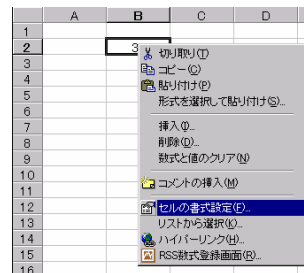 A B C D
1
2 3
3
4
5
6
7
8
9
10
11
12
13
14
15
16
切り取り(T)
コピー(C)
貼り付け(P)
形式を選択して貼り付け(S)...
挿入(I)...
削除(D)...
数式と値のクリア(N)
コメントの挿入(M)
セルの書式設定(F)...
リストから選択(K)...
ハイパーリンク(H)...
RSS数式登録画面(R)...